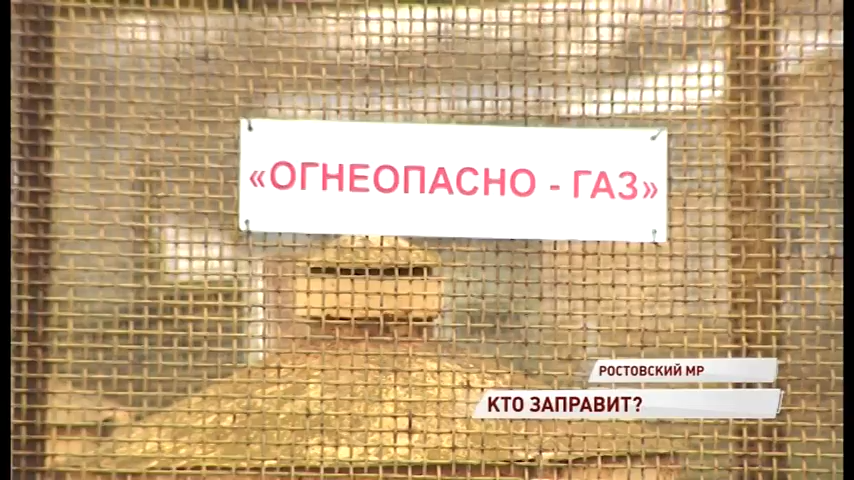 «ОГНЕОПАСНО - ГАЗ»
РОСТОВСКИЙ МР
КТО ЗАПРАВИТ?